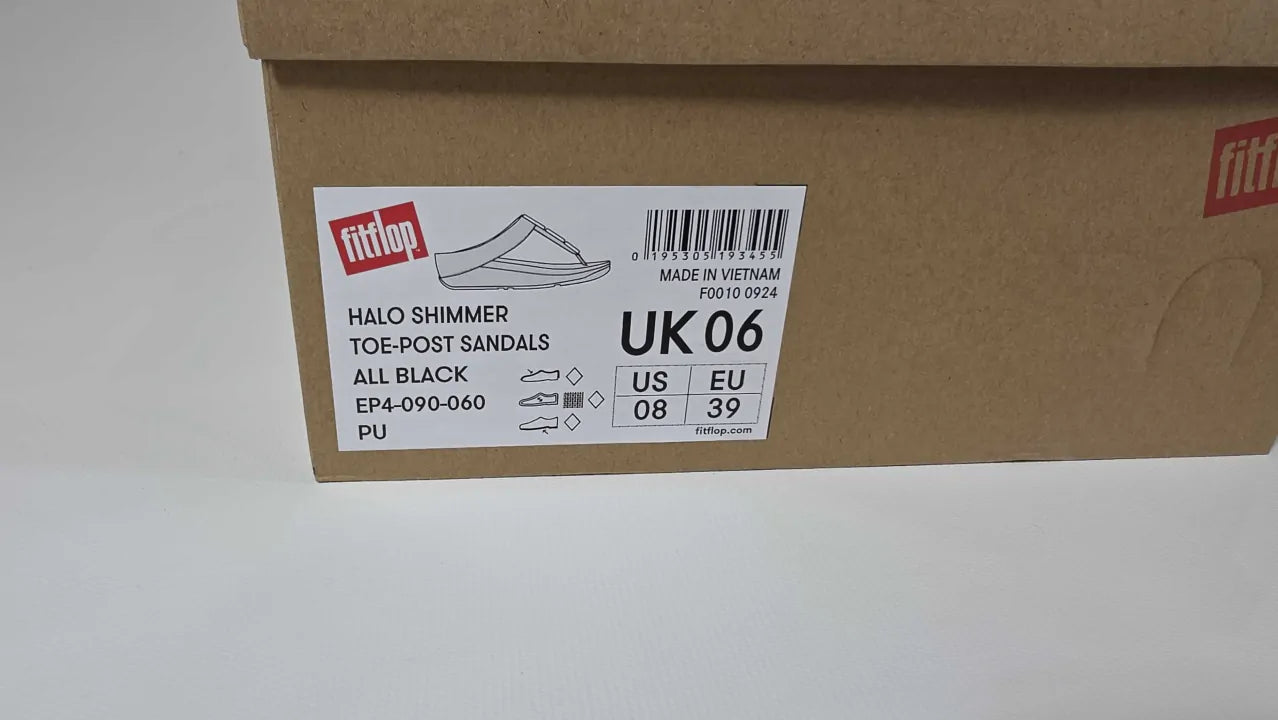 fitflop
0 195305 193455
MADE IN VIETNAM
F0010 0924
HALO SHIMMER
TOE-POST SANDALS
ALL BLACK
EP4-090-060
PU
UK 06
US EU
08 39
fitflop.com
fitf